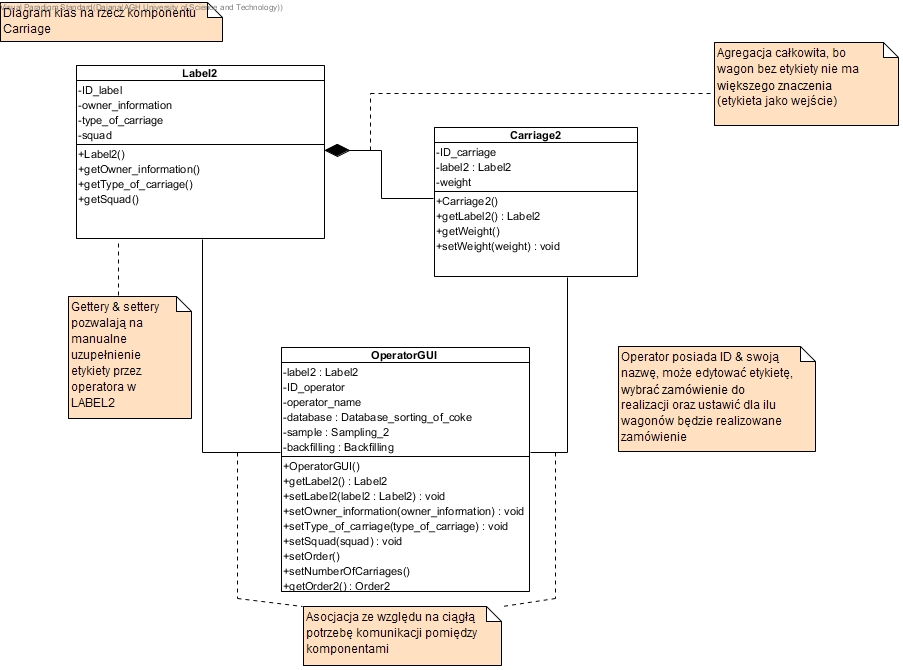 Visual Paradigm Standard(Dajana(AGH University of Science and Technology))
Diagram klas na rzecz komponentu
Carriage
Label2
-ID_label
-owner_information
-type_of_carriage
-squad
+Label2()
+getOwner_information()
+getType_of_carriage()
+getSquad()
Agregacja całkowita, bo
wagon bez etykiety nie ma
większego znaczenia
(etykieta jako wejście)
Carriage2
-ID_carriage
-label2 : Label2
-weight
+Carriage2()
+getLabel2() : Label2
+getWeight()
+setWeight(weight) : void
Gettery & settery
pozwalają na
manualne
uzupełnienie
etykiety przez
operatora w
LABEL2
OperatorGUI
-label2 : Label2
-ID_operator
-operator_name
-database : Database_sorting_of_coke
-sample : Sampling_2
-backfilling : Backfilling
+OperatorGUI()
+getLabel2() : Label2
+setLabel2(label2 : Label2) : void
+setOwner_information(owner_information) : void
+setType_of_carriage(type_of_carriage) : void
+setSquad(squad) : void
+setOrder()
+setNumberOfCarriages()
+getOrder2() : Order2
Operator posiada ID & swoją
nazwę, może edytować etykietę,
wybrać zamówienie do
realizacji oraz ustawić dla ilu
wagonów będzie realizowane
zamówienie
Asocjacja ze względu na ciągłą
potrzebę komunikacji pomiędzy
komponentami